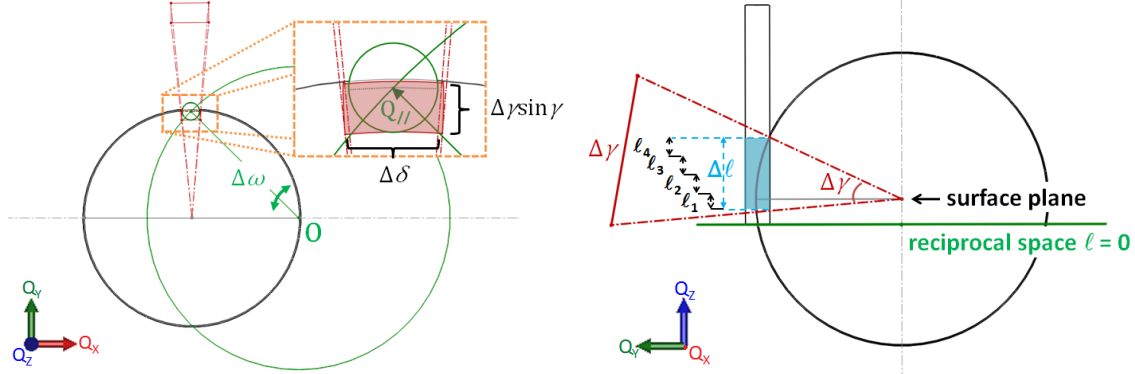 Q//
Δγsinγ
Δδ
Δω
O
QY
QZ
QX
Δγ
ℓ4
ℓ3
ℓ2
ℓ1
Δℓ
Δγ
surface plane
reciprocal space ℓ = 0
QZ
QY
QX